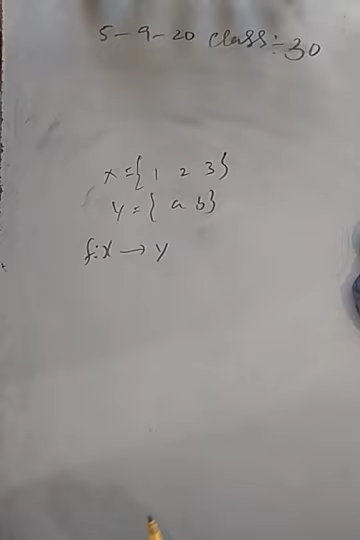 5-9-20 class:-30
x={1 2 3}
y={a b}
f:x→y